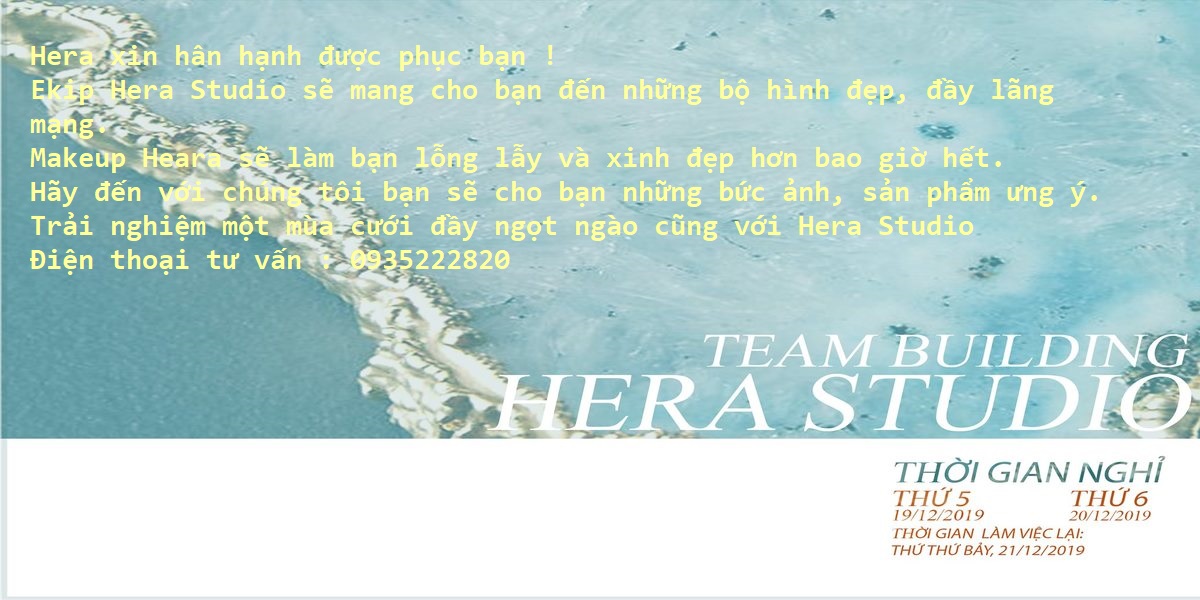 Hera xin hân hạnh được phục bạn !
Ekip Hera Studio sẽ mang cho bạn đến những bộ hình đẹp, đầy lãng
mạng.
Makeup Heara sẽ làm bạn lỗng lẫy và xinh đẹp hơn bao giờ hết.
Hãy đến với chúng tôi bạn sẽ cho bạn những bức ảnh, sản phẩm ưng ý.
Trải nghiệm một mùa cưới đầy ngọt ngào cũng với Hera Studio
Điện thoại tư vấn : 0935222820
TEAM BUILDING
HERA STUDIO
THỜI GIAN NGHỈ
THỨ 5 THỨ 6
19/12/2019 20/12/2019
THỜI GIAN LÀM VIỆC LẠI:
THỨ THỨ BẢY, 21/12/2019